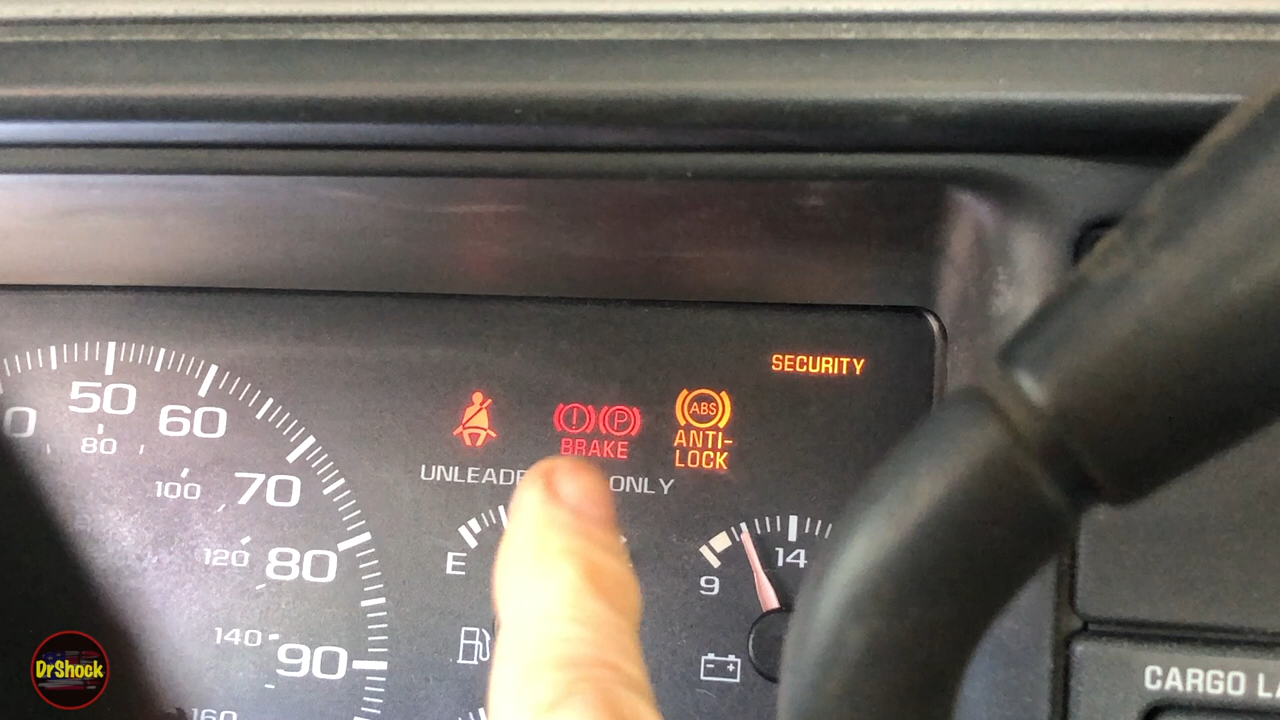 50
60
80
70
100
120
80
140
90
160
SECURITY
ABS
ANTI-
LOCK
! P
BRAKE
ONLY
E
9
14
CARGO
DrShock